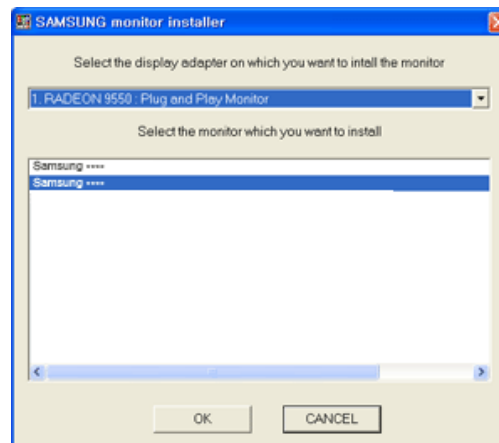 SAMSUNG monitor installer
Select the display adapter on which you want to intall the monitor
1. RADEON 9550 : Plug and Play Monitor
Select the monitor which you want to install
Samsung ----
Samsung ----
OK
CANCEL